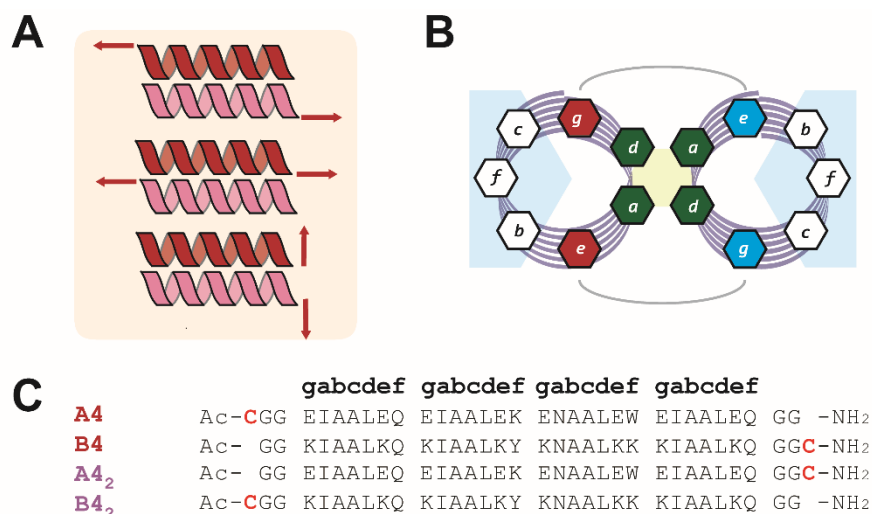 A
B
c g e b
d a
f f
a d
b e g c
C
gabcdef gabcdef gabcdef gabcdef
A4 Ac-CGG EIAALEQ EIAALEK ENAALEW EIAALEQ GG -NH2
B4 Ac- GG KIAALKQ KIAALKY KNAALKK KIAALKQ GGC-NH2
A42 Ac- GG EIAALEQ EIAALEK ENAALEW EIAALEQ GGC-NH2
B42 Ac-CGG KIAALKQ KIAALKY KNAALKK KIAALKQ GG -NH2